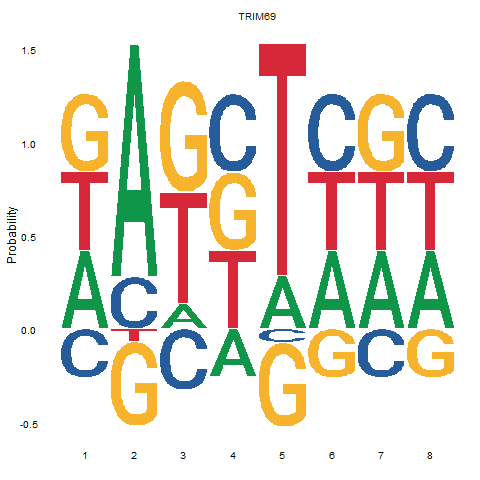 TRIM69
1.5
1.0
0.5
0.0
-0.5
Probability
G A G C T C G C
T C T G A T T T
A T A T C A A A
C G C A G G C G
1 2 3 4 5 6 7 8